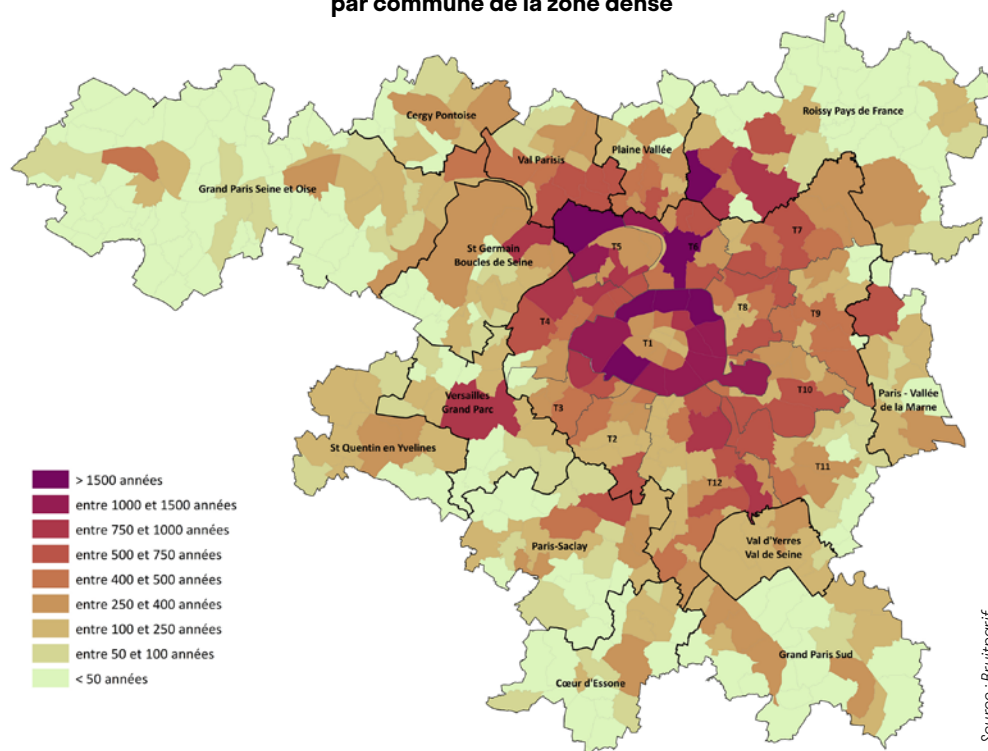 par commune de la zone dense
Cergy Pontoise
Roissy Pays de France
Val Parisis
Plaine Vallée
Grand Paris Seine et Oise
St Germain
Boucles de Seine
T5
T6
T7
T4
T8
T9
T1
Versailles
Grand Parc
T3
T10
Paris - Vallée
de la Marne
St Quentin en Yvelines
T2
T11
T12
Paris-Saclay
Val d'Yerres
Val de Seine
Grand Paris Sud
Cœur d'Essone
> 1500 années
entre 1000 et 1500 années
entre 750 et 1000 années
entre 500 et 750 années
entre 400 et 500 années
entre 250 et 400 années
entre 100 et 250 années
entre 50 et 100 années
< 50 années
Source : Bruitparif